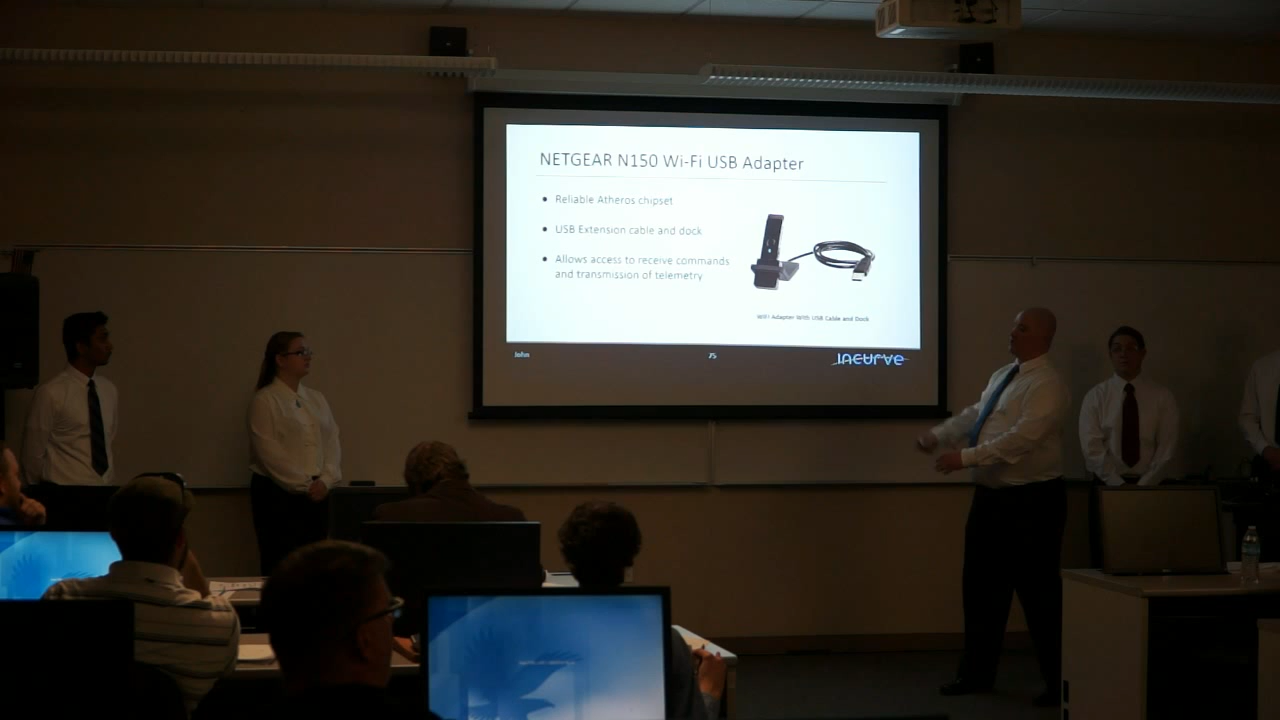 NETGEAR N150 Wi-Fi USB Adapter
● Reliable Atheros chipset
● USB Extension cable and dock
● Allows access to receive commands
and transmission of telemetry
WiFi Adapter With USB Cable and Dock
John
75
INCURVE